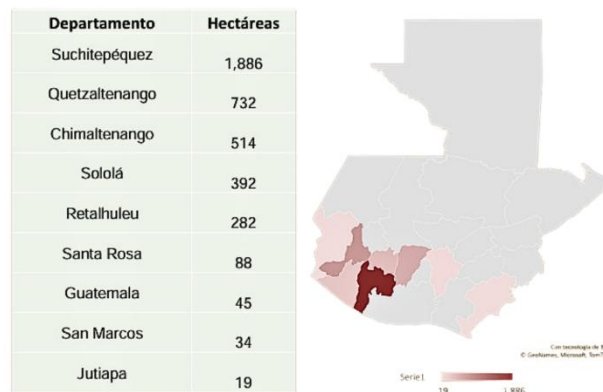 Departamento Hectáreas
Suchitepéquez 1,886
Quetzaltenango 732
Chimaltenango 514
Sololá 392
Retalhuleu 282
Santa Rosa 88
Guatemala 45
San Marcos 34
Jutiapa 19
Con tecnología de
© GeoNames, Microsoft, TomT
Serie1
19 1,886